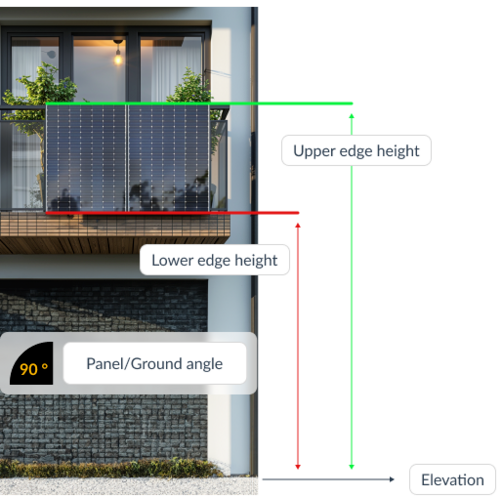 Upper edge height
Lower edge height
90 °
Panel/Ground angle
Elevation